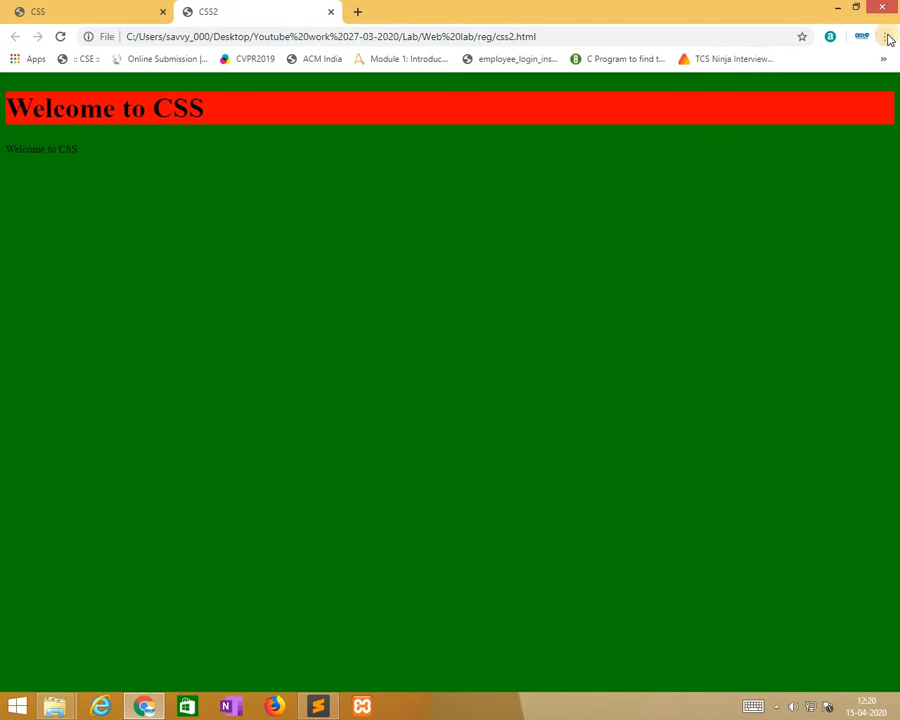 CSS
CSS2
File
C:/Users/savvy_000/Desktop/Youtube%20work%2027-03-2020/Lab/Web%20lab/reg/css2.html
Apps
:: CSE ::
Online Submission |...
CVPR2019
ACM India
Module 1: Introduc...
employee_login_ins...
C Program to find t...
TCS Ninja Interview...
»
Welcome to CSS
Welcome to CSS
12:20
15-04-2020